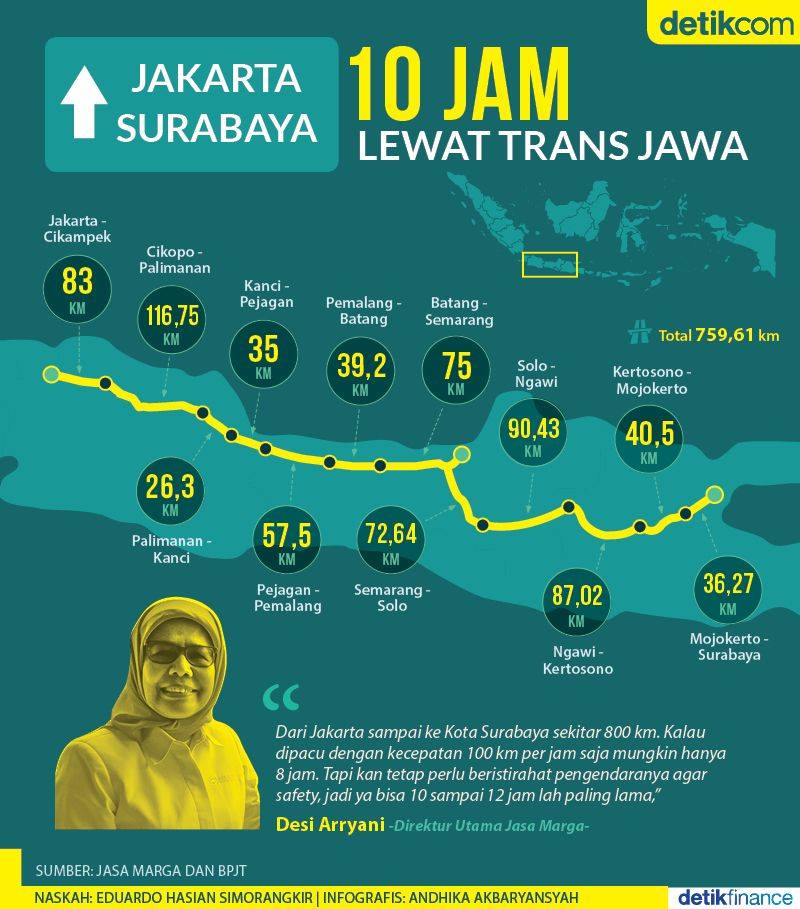 detikcom
JAKARTA
SURABAYA
10 JAM
LEWAT TRANS JAWA
Jakarta -
Cikampek
83
KM
Cikopo -
Palimanan
116,75
KM
Kanci -
Pejagan
35
KM
Pemalang -
Batang
39,2
KM
Batang -
Semarang
75
KM
Total 759,61 km
Solo -
Ngawi
90,43
KM
Kertosono -
Mojokerto
40,5
KM
26,3
KM
Palimanan -
Kanci
57,5
KM
Pejagan -
Pemalang
72,64
KM
Semarang -
Solo
87,02
KM
Ngawi -
Kertosono
36,27
KM
Mojokerto -
Surabaya
“
Dari Jakarta sampai ke Kota Surabaya sekitar 800 km. Kalau
dipacu dengan kecepatan 100 km per jam saja mungkin hanya
8 jam. Tapi kan tetap perlu beristirahat pengendaranya agar
safety, jadi ya bisa 10 sampai 12 jam lah paling lama,”
Desi Arryani -Direktur Utama Jasa Marga-
SUMBER: JASA MARGA DAN BPJT
NASKAH: EDUARDO HASIAN SIMORANGKIR | INFOGRAFIS: ANDHIKA AKBARYANSYAH
detikfinance